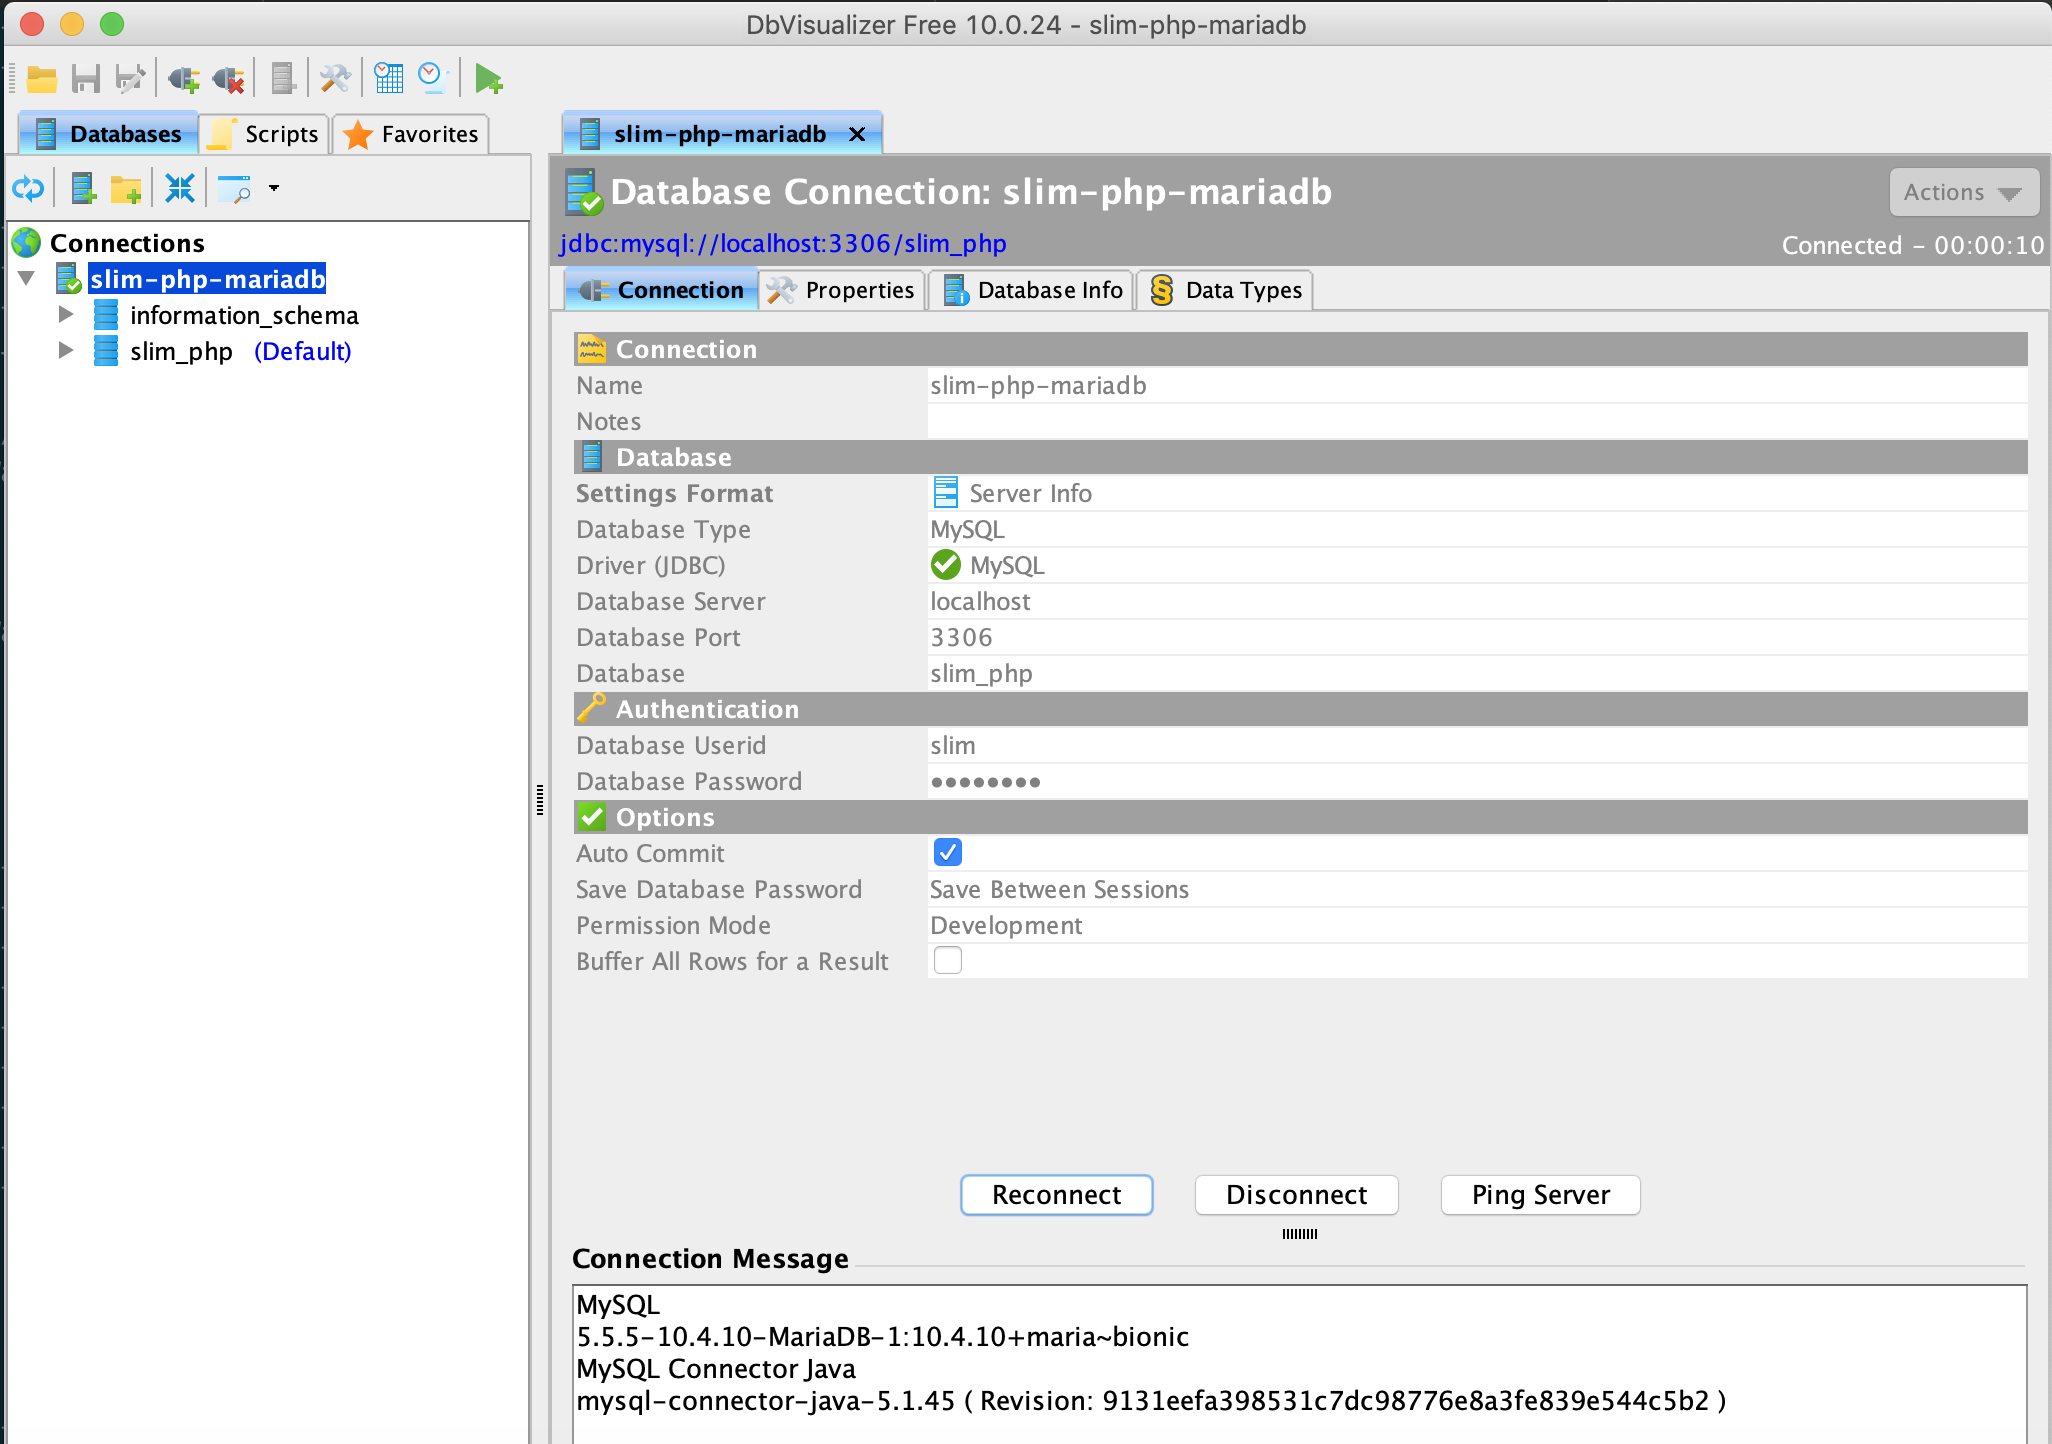 DbVisualizer Free 10.0.24 - slim-php-mariadb
Databases Scripts Favorites
slim-php-mariadb
Database Connection: slim-php-mariadb
Actions
jdbc:mysql://localhost:3306/slim_php
Connected - 00:00:10
Connections
slim-php-mariadb
information_schema
slim_php (Default)
Connection Properties Database Info Data Types
Connection
Name slim-php-mariadb
Notes
Database
Settings Format Server Info
Database Type MySQL
Driver (JDBC) MySQL
Database Server localhost
Database Port 3306
Database slim_php
Authentication
Database Userid slim
Database Password ••••••••
Options
Auto Commit
Save Database Password Save Between Sessions
Permission Mode Development
Buffer All Rows for a Result
Reconnect Disconnect Ping Server
Connection Message
MySQL
5.5.5-10.4.10-MariaDB-1:10.4.10+maria~bionic
MySQL Connector Java
mysql-connector-java-5.1.45 ( Revision: 9131eefa398531c7dc98776e8a3fe839e544c5b2 )